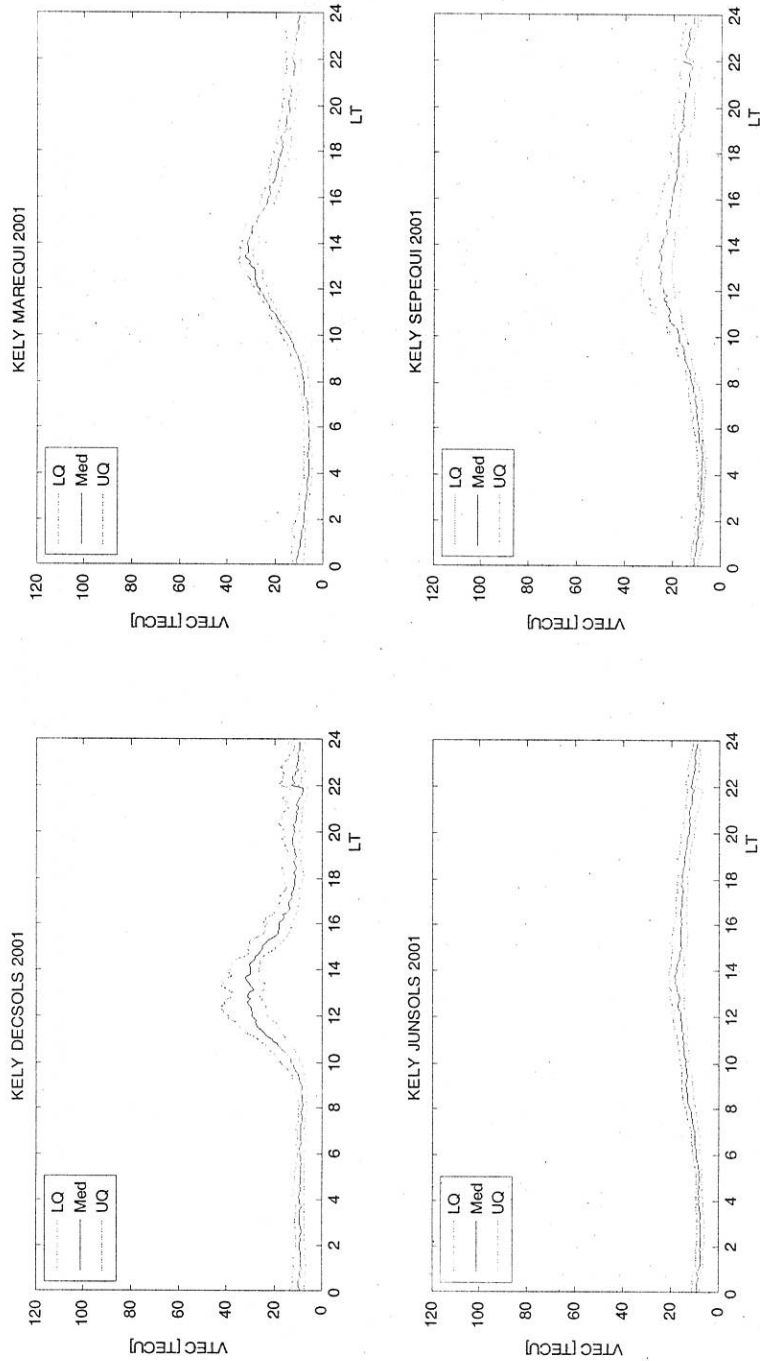 KELY DECSOLS 2001
LQ
Med
UQ
VTEC [TECU]
120
100
80
60
40
20
0
0 2 4 6 8 10 12 14 16 18 20 22 24
LT
KELY MAREQUI 2001
LQ
Med
UQ
VTEC [TECU]
120
100
80
60
40
20
0
0 2 4 6 8 10 12 14 16 18 20 22 24
LT
KELY JUNSOLS 2001
LQ
Med
UQ
VTEC [TECU]
120
100
80
60
40
20
0
0 2 4 6 8 10 12 14 16 18 20 22 24
LT
KELY SEPEQUI 2001
LQ
Med
UQ
VTEC [TECU]
120
100
80
60
40
20
0
0 2 4 6 8 10 12 14 16 18 20 22 24
LT